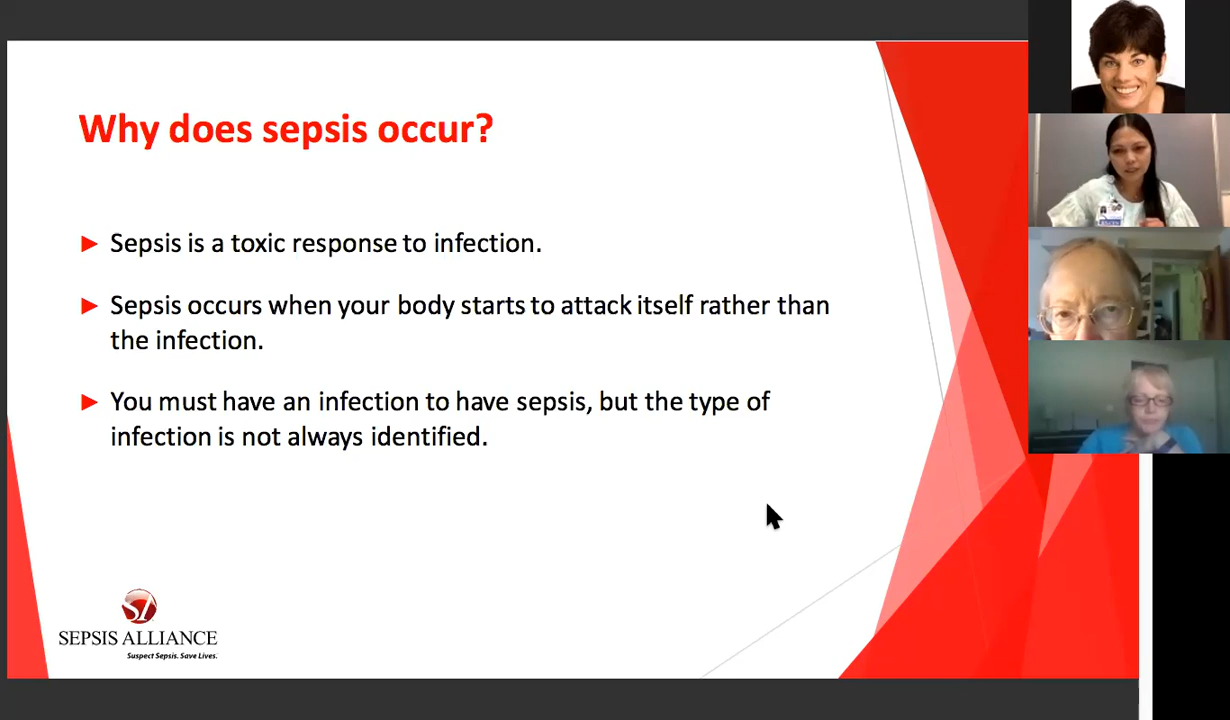 Why does sepsis occur?
Sepsis is a toxic response to infection.
Sepsis occurs when your body starts to attack itself rather than
the infection.
You must have an infection to have sepsis, but the type of
infection is not always identified.
SA
SEPSIS ALLIANCE
Suspect Sepsis. Save Lives.